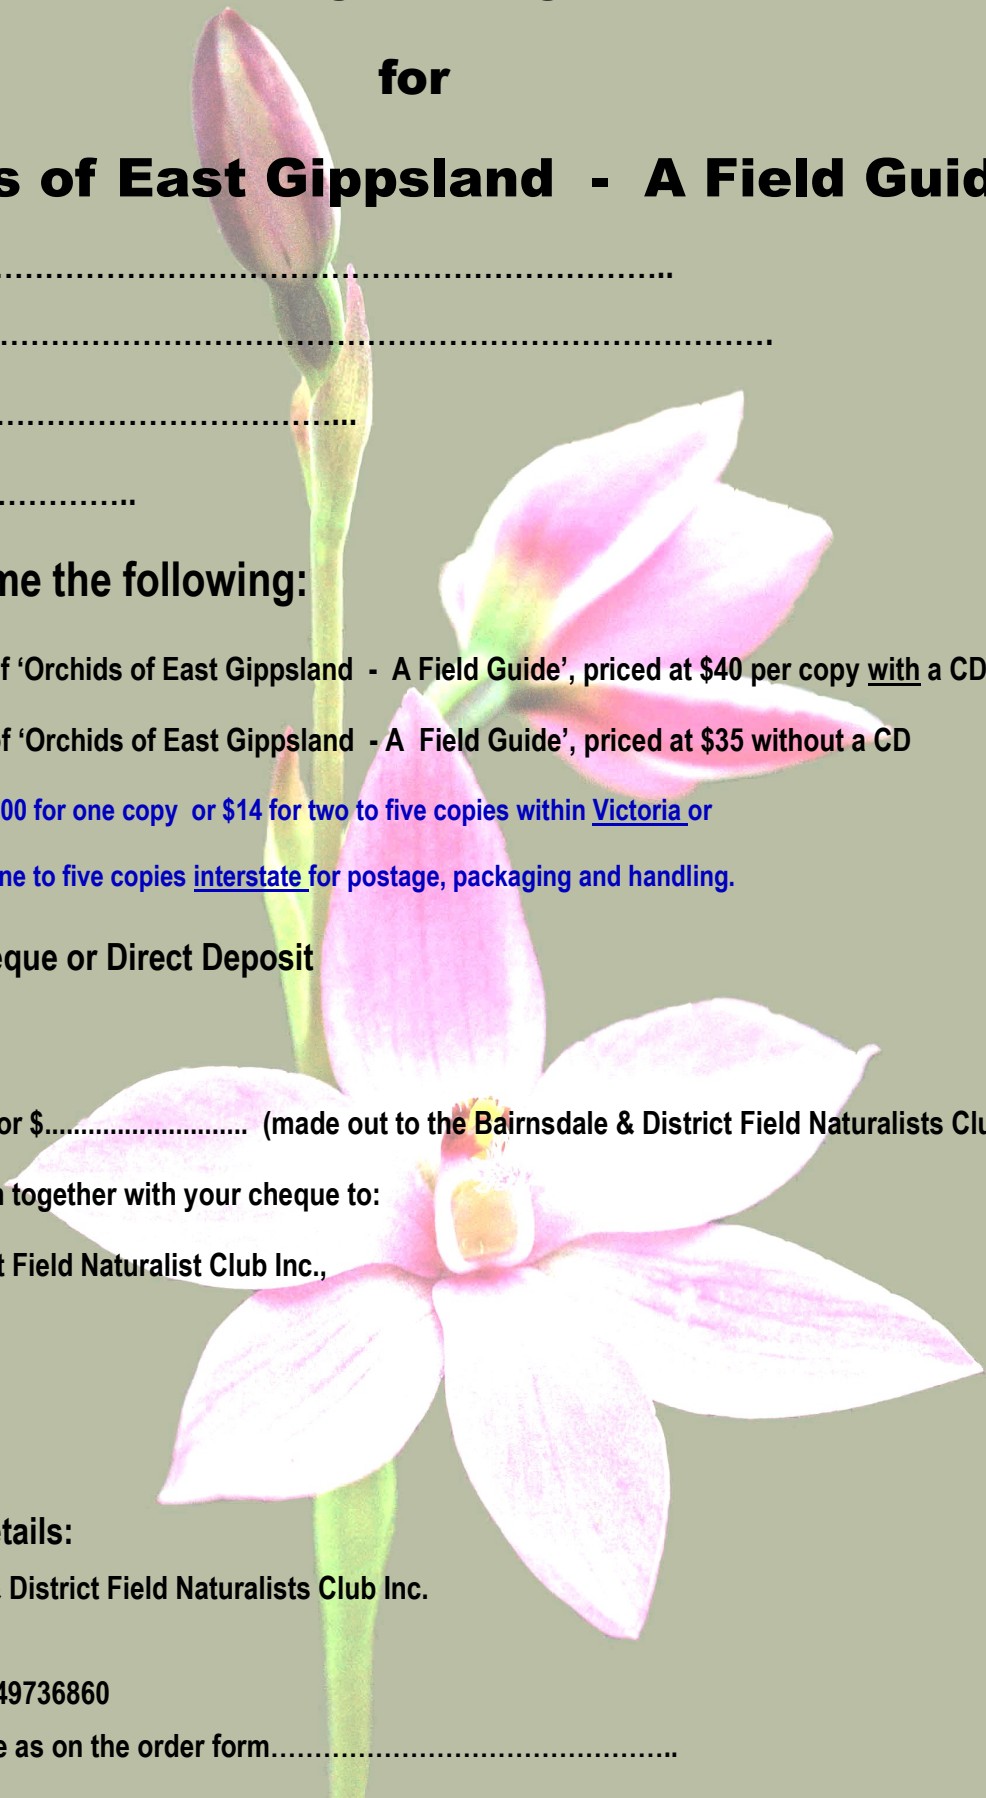 for
s of East Gippsland - A Field Guid
……………………………………………………………..
…………………………………………………………………………….
…………………………………...
…………..
me the following:
f ‘Orchids of East Gippsland - A Field Guide’, priced at $40 per copy with a CD
of ‘Orchids of East Gippsland - A Field Guide’, priced at $35 without a CD
00 for one copy or $14 for two to five copies within Victoria or
ne to five copies interstate for postage, packaging and handling.
eque or Direct Deposit
or $............................ (made out to the Bairnsdale & District Field Naturalists Clu
n together with your cheque to:
t Field Naturalist Club Inc.,
etails:
District Field Naturalists Club Inc.
49736860
e as on the order form………………………………………..